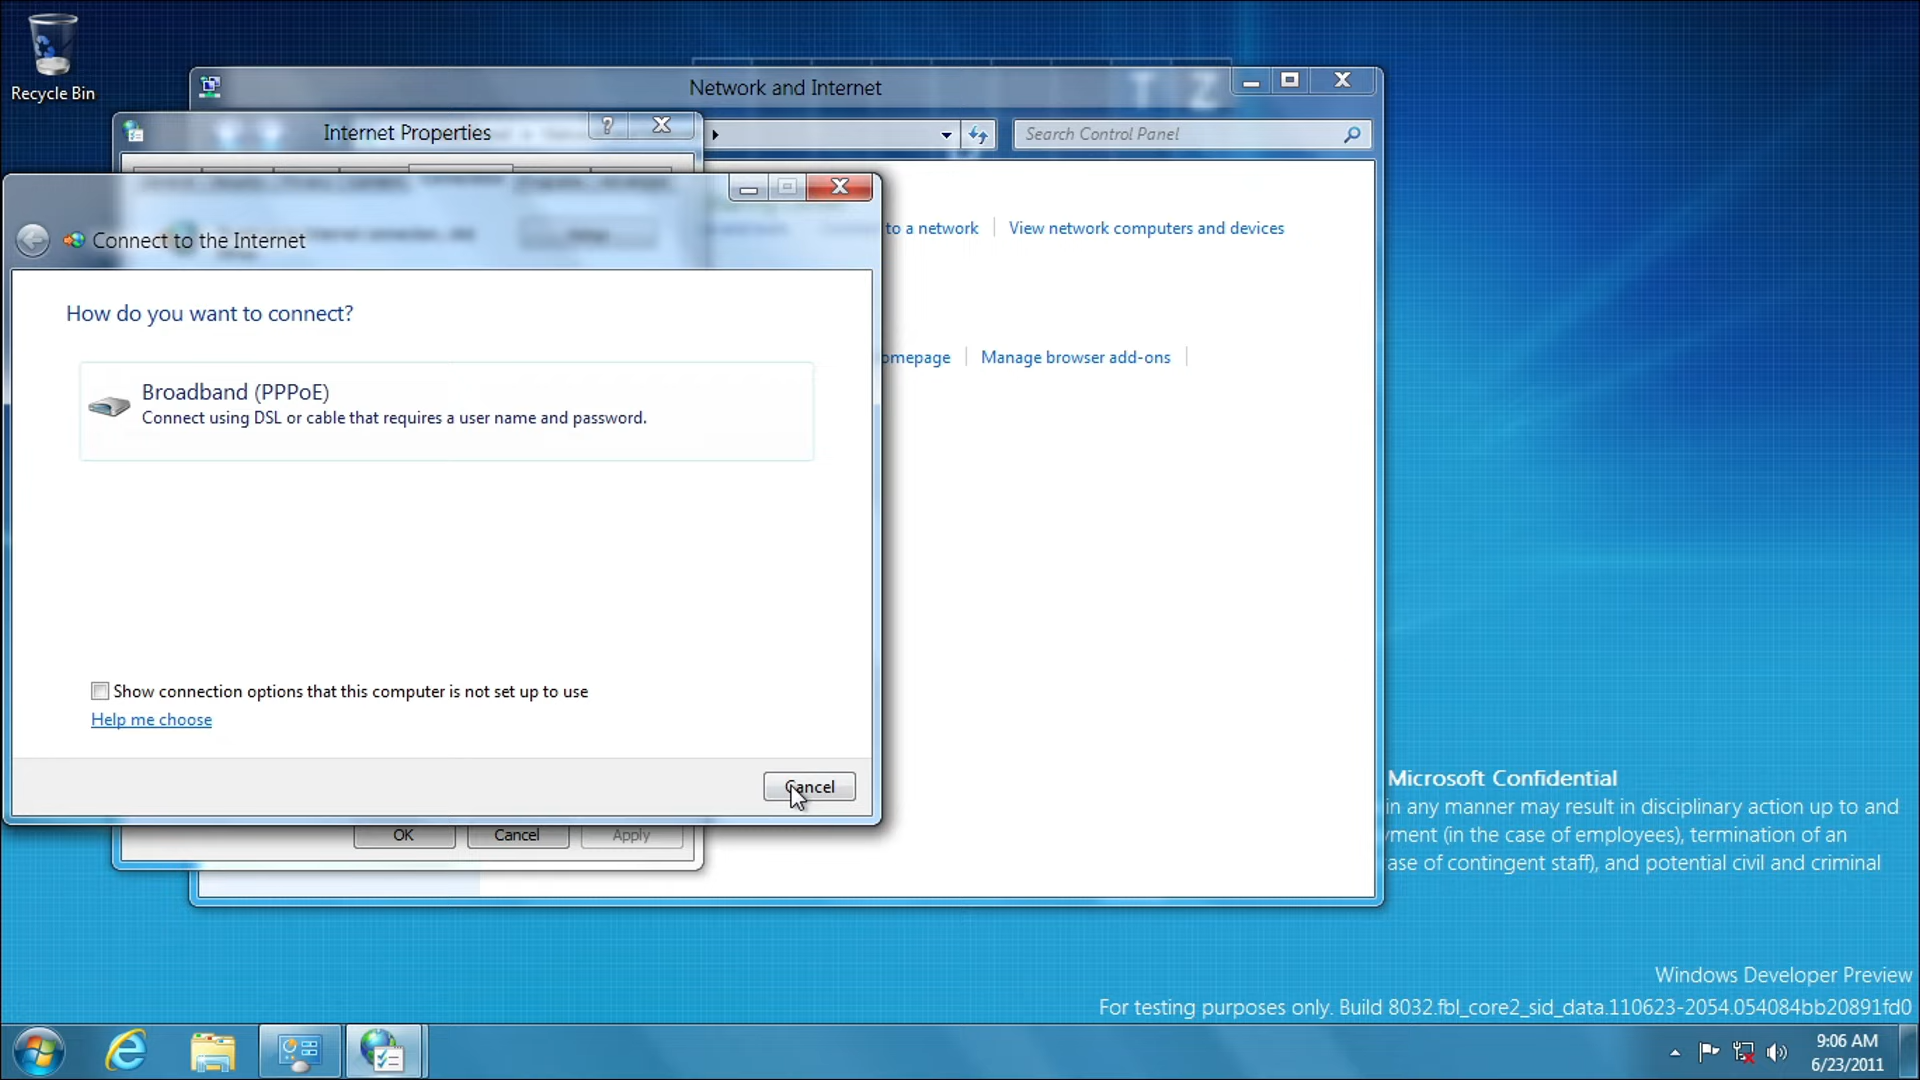 Recycle Bin
Network and Internet
T Z
Internet Properties
?
Search Control Panel
to a network
View network computers and devices
Connect to the Internet
How do you want to connect?
omepage
Manage browser add-ons
Broadband (PPPoE)
Connect using DSL or cable that requires a user name and password.
Show connection options that this computer is not set up to use
Help me choose
Cancel
OK
Cancel
Apply
Microsoft Confidential
in any manner may result in disciplinary action up to and
yment (in the case of employees), termination of an
ase of contingent staff), and potential civil and criminal
Windows Developer Preview
For testing purposes only. Build 8032.fbl_core2_sid_data.110623-2054.054084bb20891fd0
9:06 AM
6/23/2011